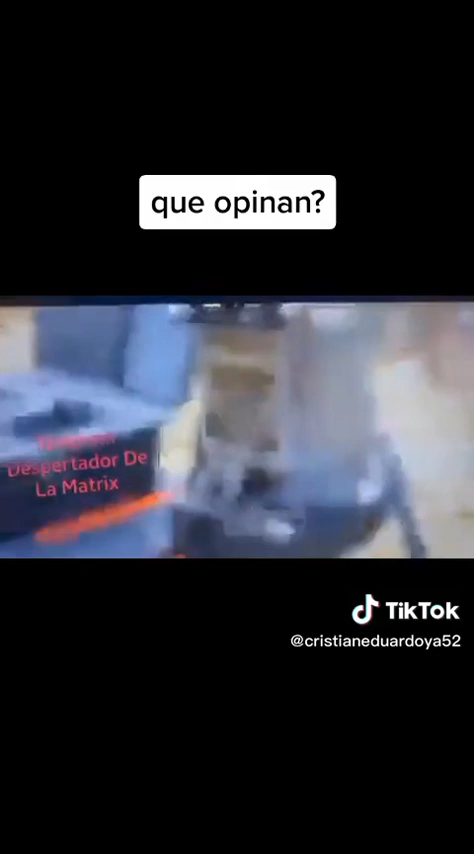 que opinan?
Despertador De
La Matrix
TikTok
@cristianeduardoya52